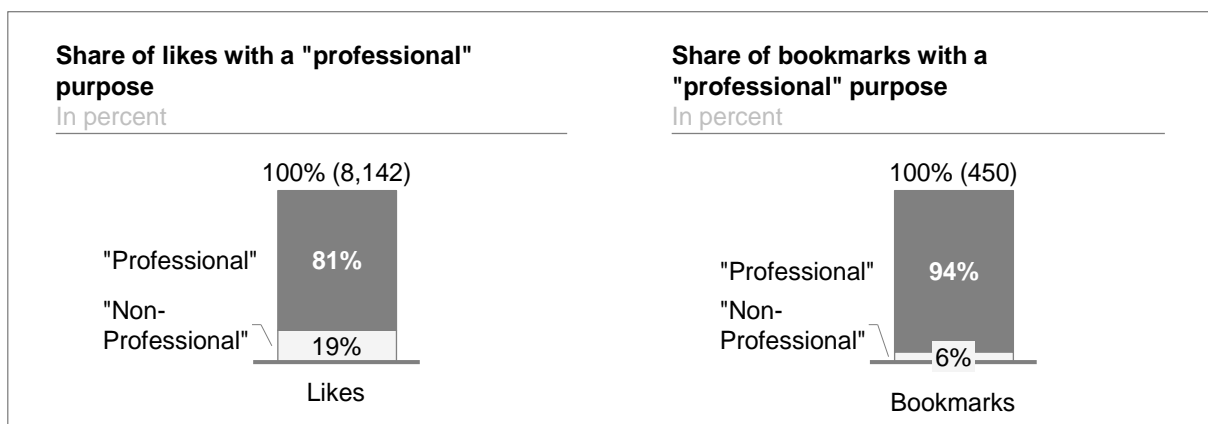 Share of likes with a "professional"
purpose
In percent
100% (8,142)
"Professional"
81%
"Non-
Professional"
19%
Likes
Share of bookmarks with a
"professional" purpose
In percent
100% (450)
"Professional"
94%
"Non-
Professional"
6%
Bookmarks